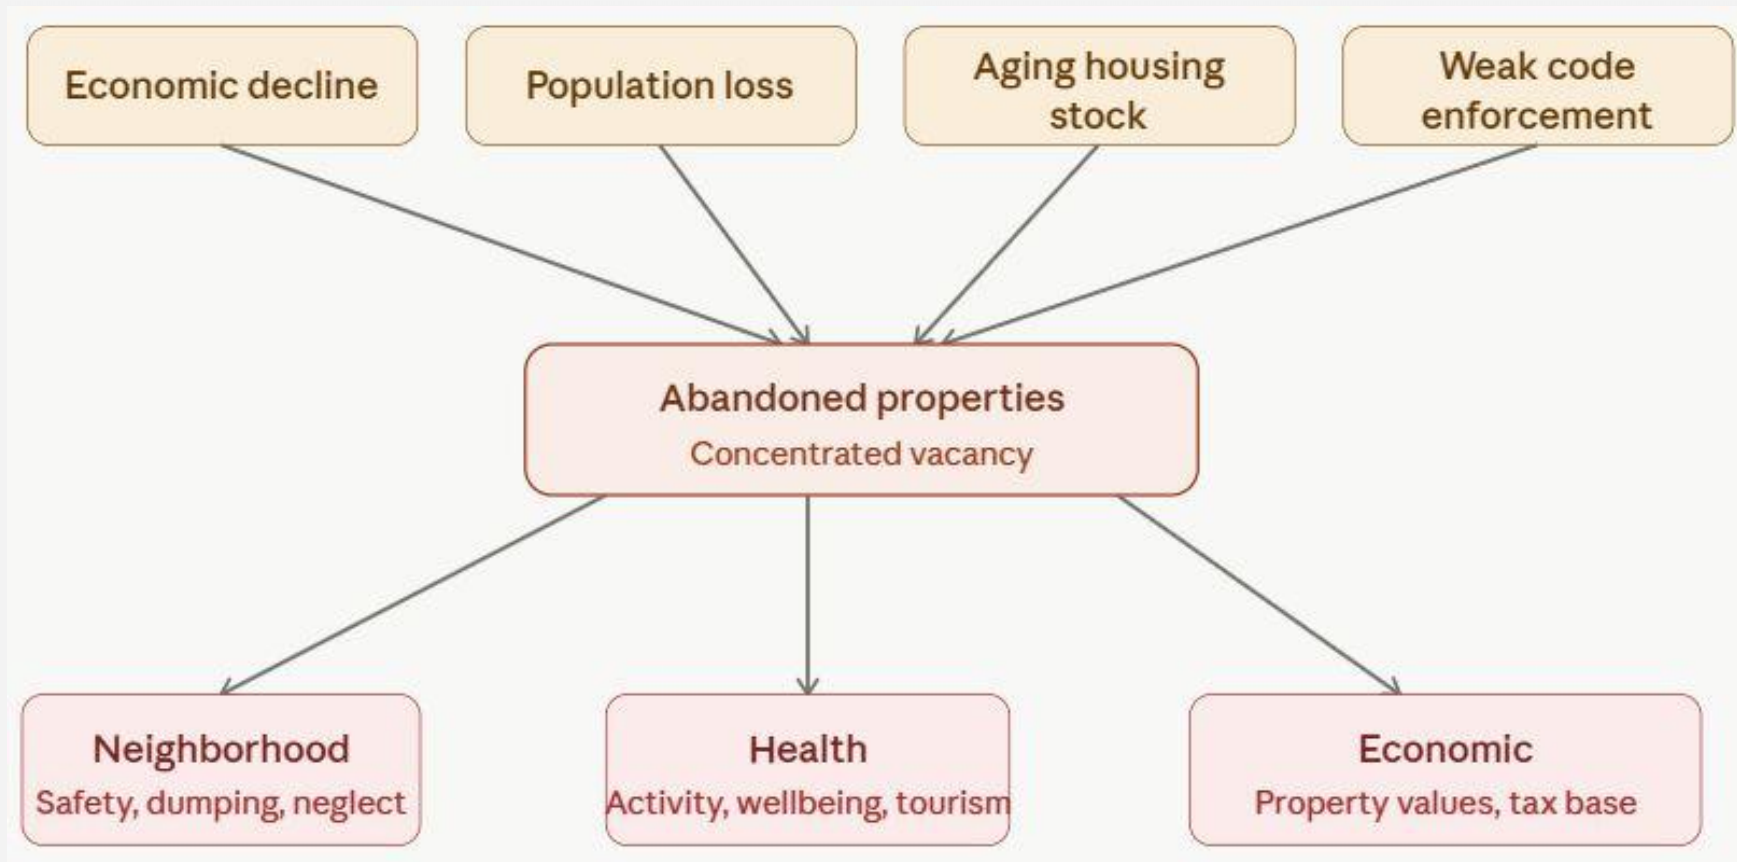 Economic decline
Population loss
Aging housing
stock
Weak code
enforcement
Abandoned properties
Concentrated vacancy
Neighborhood
Safety, dumping, neglect
Health
Activity, wellbeing, tourism
Economic
Property values, tax base